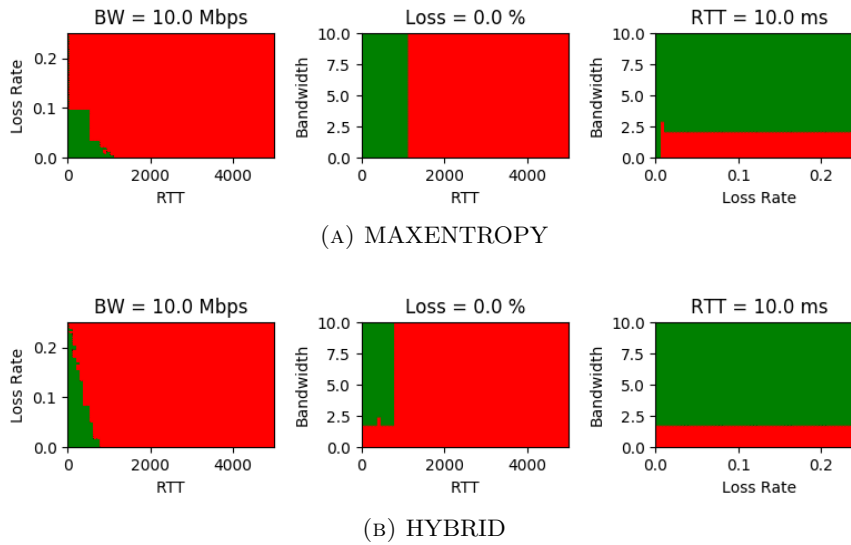 BW = 10.0 Mbps Loss = 0.0 % RTT = 10.0 ms
Loss Rate 0.2 0.1 0.0
0 2000 4000
RTT
Bandwidth 10.0 7.5 5.0 2.5 0.0
0 2000 4000
RTT
Bandwidth 10.0 7.5 5.0 2.5 0.0
0.0 0.1 0.2
Loss Rate
(A) MAXENTROPY
BW = 10.0 Mbps Loss = 0.0 % RTT = 10.0 ms
Loss Rate 0.2 0.1 0.0
0 2000 4000
RTT
Bandwidth 10.0 7.5 5.0 2.5 0.0
0 2000 4000
RTT
Bandwidth 10.0 7.5 5.0 2.5 0.0
0.0 0.1 0.2
Loss Rate
(B) HYBRID